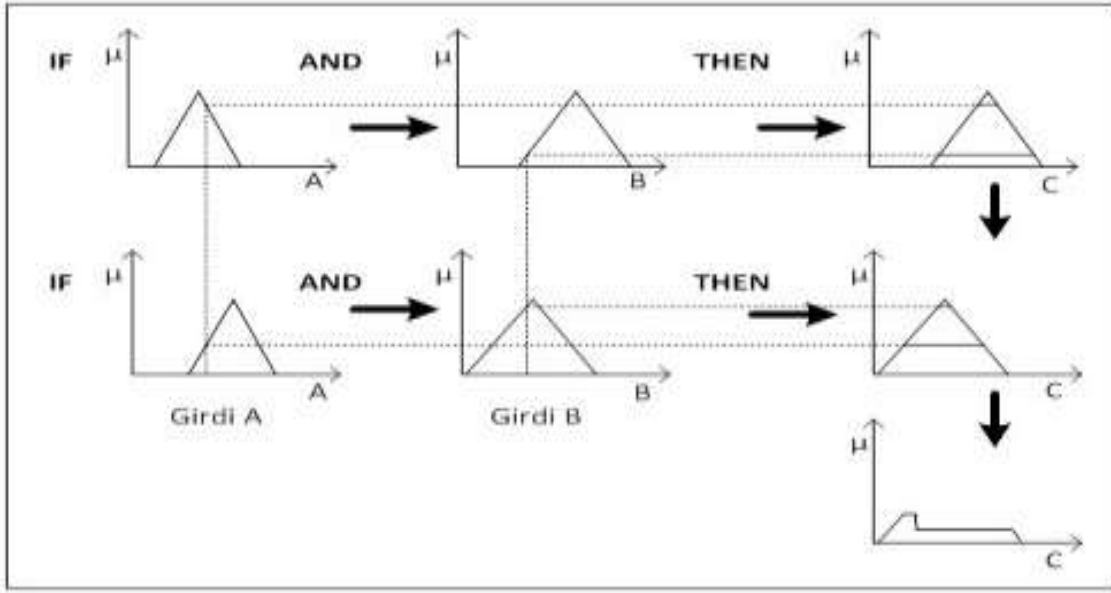 IF μ AND μ THEN μ
A B C
IF μ AND μ THEN μ
A B C
Girdi A Girdi B
μ
C